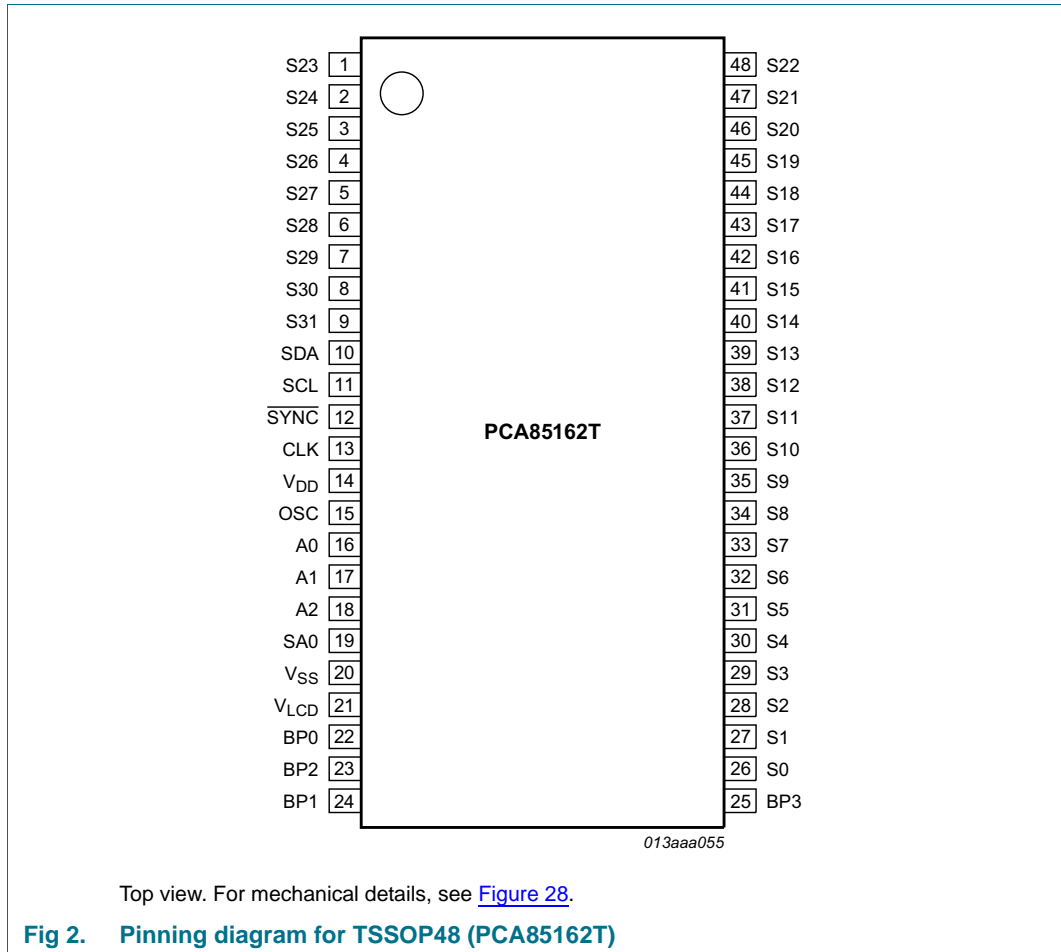 S23 1 48 S22
S24 2 47 S21
S25 3 46 S20
S26 4 45 S19
S27 5 44 S18
S28 6 43 S17
S29 7 42 S16
S30 8 41 S15
S31 9 40 S14
SDA 10 39 S13
SCL 11 38 S12
SYNC 12 37 S11
PCA85162T
CLK 13 36 S10
VDD 14 35 S9
OSC 15 34 S8
A0 16 33 S7
A1 17 32 S6
A2 18 31 S5
SA0 19 30 S4
VSS 20 29 S3
VLCD 21 28 S2
BP0 22 27 S1
BP2 23 26 S0
BP1 24 25 BP3
013aaa055
Top view. For mechanical details, see Figure 28.
Fig 2. Pinning diagram for TSSOP48 (PCA85162T)